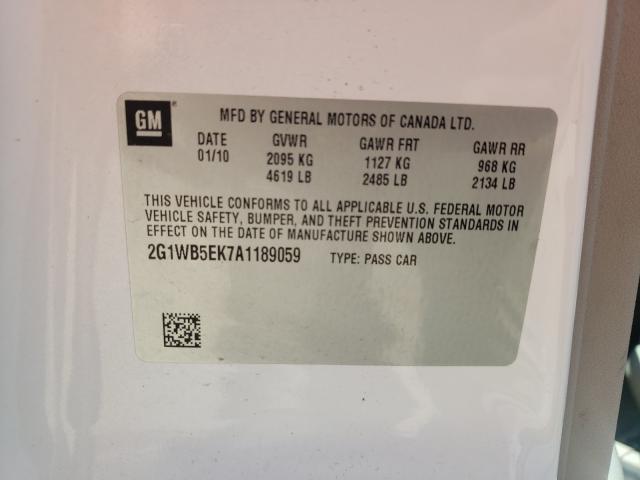 GM
®
MFD BY GENERAL MOTORS OF CANADA LTD.
DATE GVWR GAWR FRT GAWR RR
01/10 2095 KG 1127 KG 968 KG
4619 LB 2485 LB 2134 LB
THIS VEHICLE CONFORMS TO ALL APPLICABLE U.S. FEDERAL MOTOR
VEHICLE SAFETY, BUMPER, AND THEFT PREVENTION STANDARDS IN
EFFECT ON THE DATE OF MANUFACTURE SHOWN ABOVE.
2G1WB5EK7A1189059 TYPE: PASS CAR